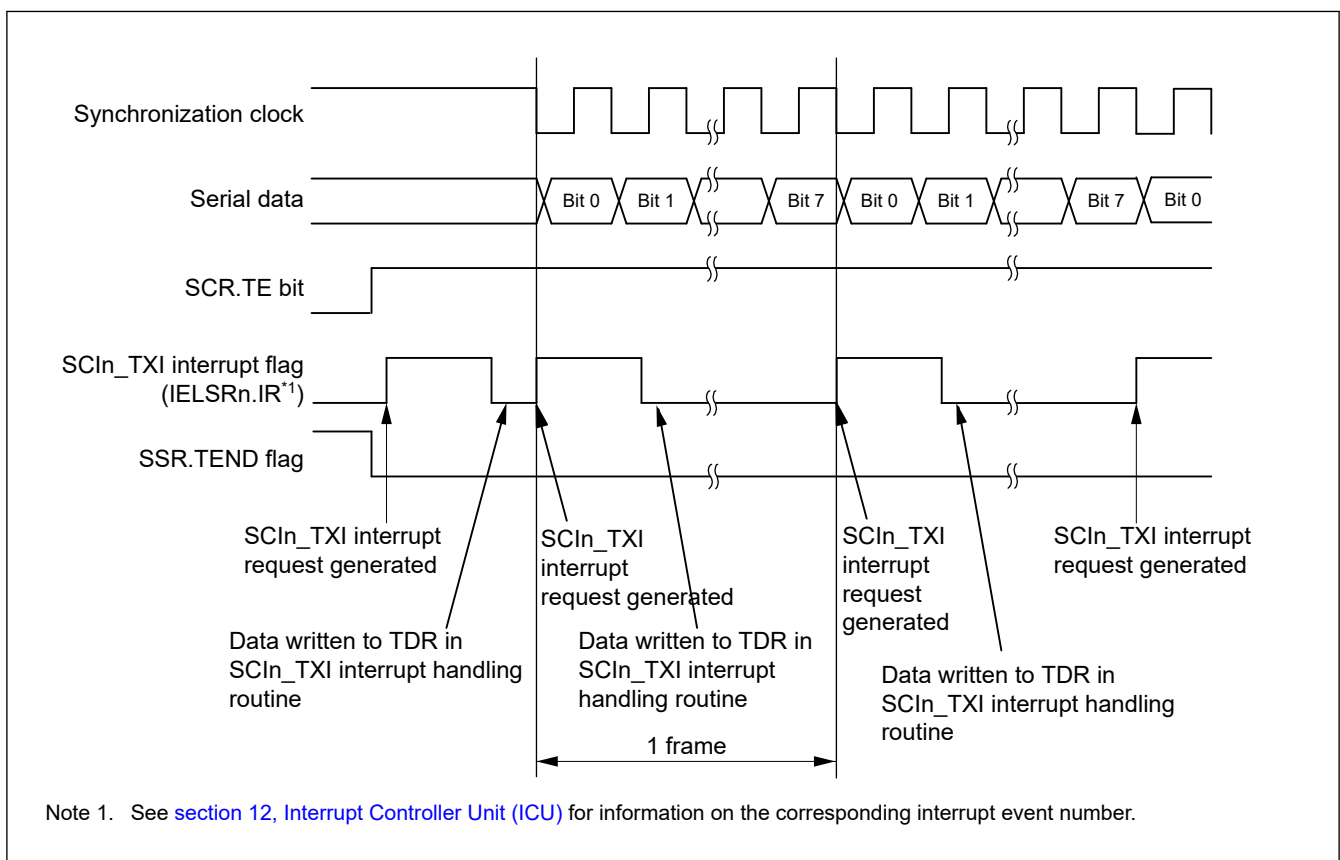 Synchronization clock
Serial data
Bit 0 Bit 1 Bit 7 Bit 0 Bit 1 Bit 7 Bit 0
SCR.TE bit
SCIn_TXI interrupt flag
(IELSRn.IR*1)
SSR.TEND flag
SCIn_TXI interrupt
request generated
SCIn_TXI
interrupt
request generated
SCIn_TXI
interrupt
request
generated
SCIn_TXI interrupt
request generated
Data written to TDR in
SCIn_TXI interrupt handling
routine
Data written to TDR in
SCIn_TXI interrupt
handling routine
Data written to TDR in
SCIn_TXI interrupt handling
routine
1 frame
Note 1. See section 12, Interrupt Controller Unit (ICU) for information on the corresponding interrupt event number.